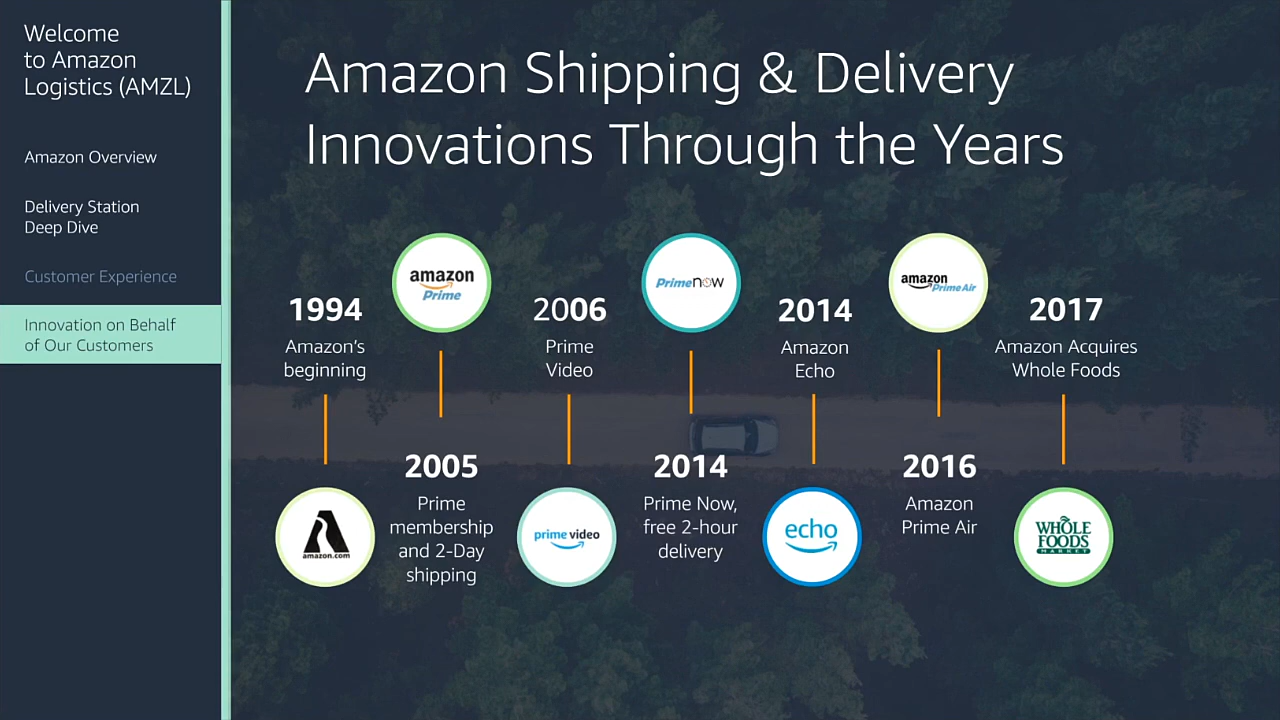 Welcome
to Amazon
Logistics (AMZL)
Amazon Overview
Delivery Station
Deep Dive
Customer Experience
Innovation on Behalf
of Our Customers
Amazon Shipping & Delivery
Innovations Through the Years
1994
Amazon’s
beginning
amazon.com
amazon
Prime
2005
Prime
membership
and 2-Day
shipping
2006
Prime
Video
prime video
Prime now
2014
Prime Now,
free 2-hour
delivery
2014
Amazon
Echo
echo
amazon
Prime Air
2016
Amazon
Prime Air
2017
Amazon Acquires
Whole Foods
WHOLE
FOODS
MARKET